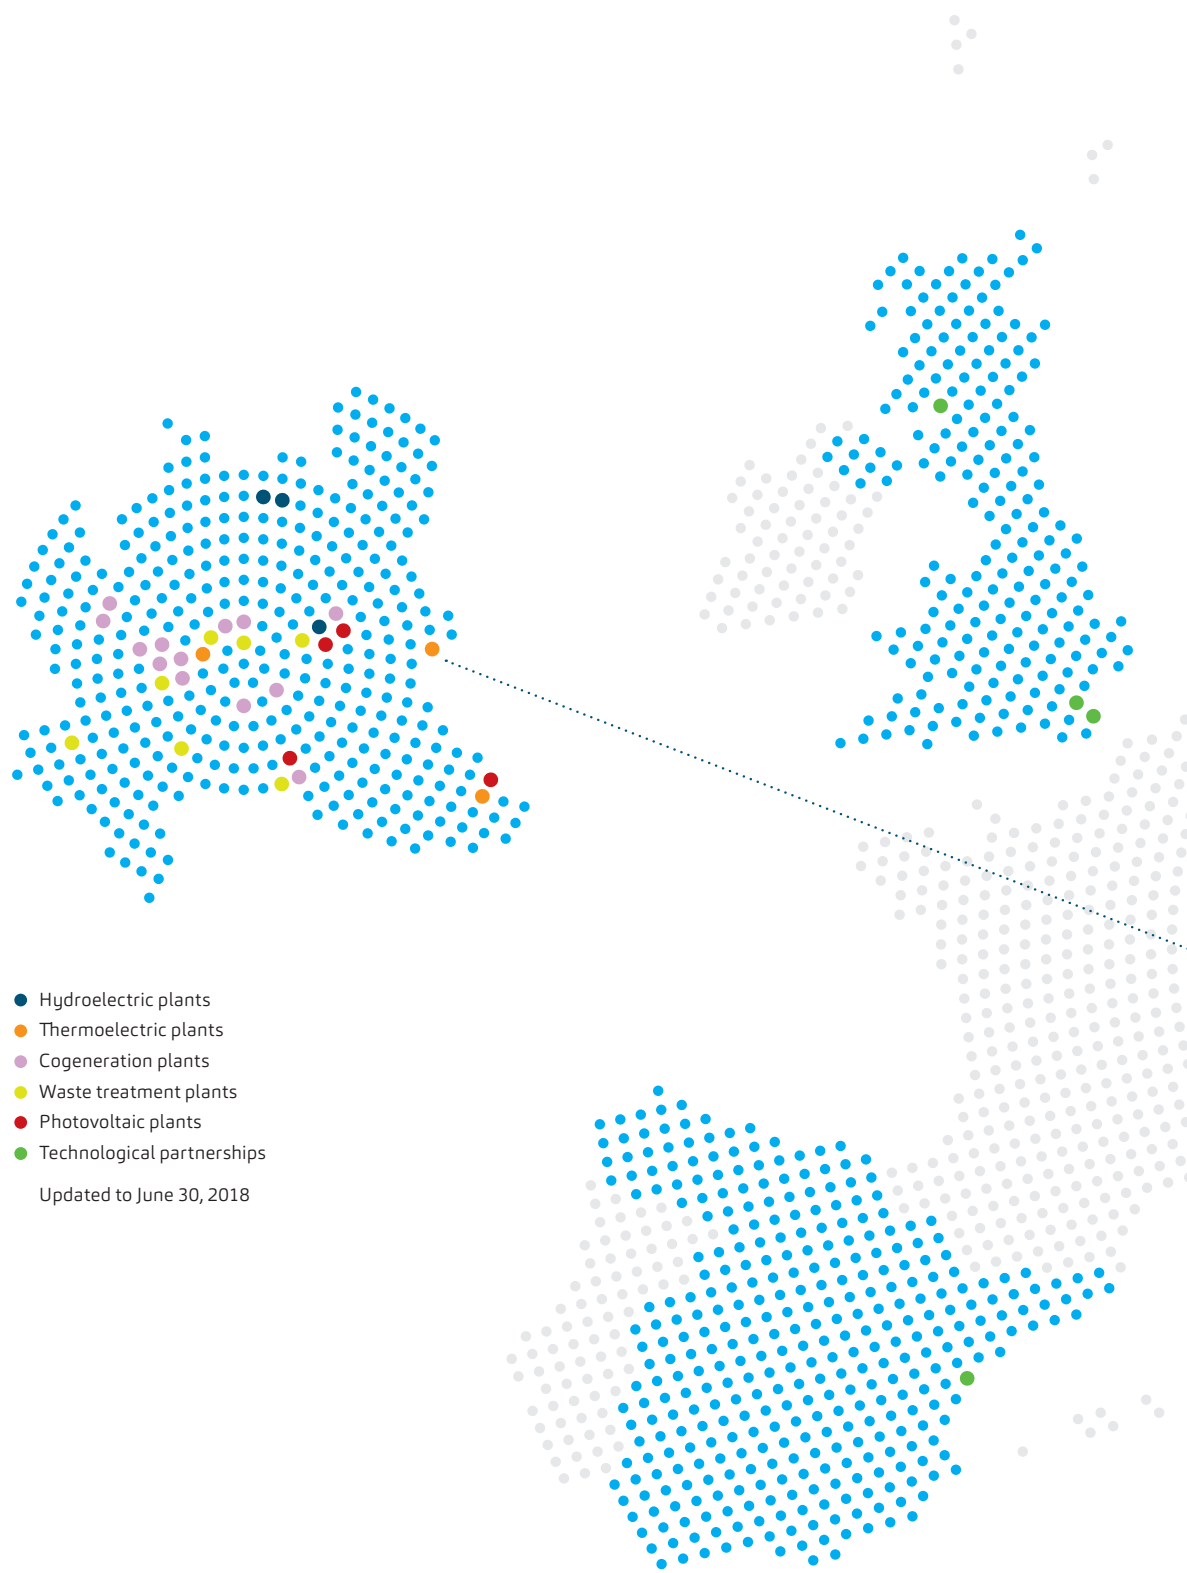 Hydroelectric plants
Thermoelectric plants
Cogeneration plants
Waste treatment plants
Photovoltaic plants
Technological partnerships
Updated to June 30, 2018